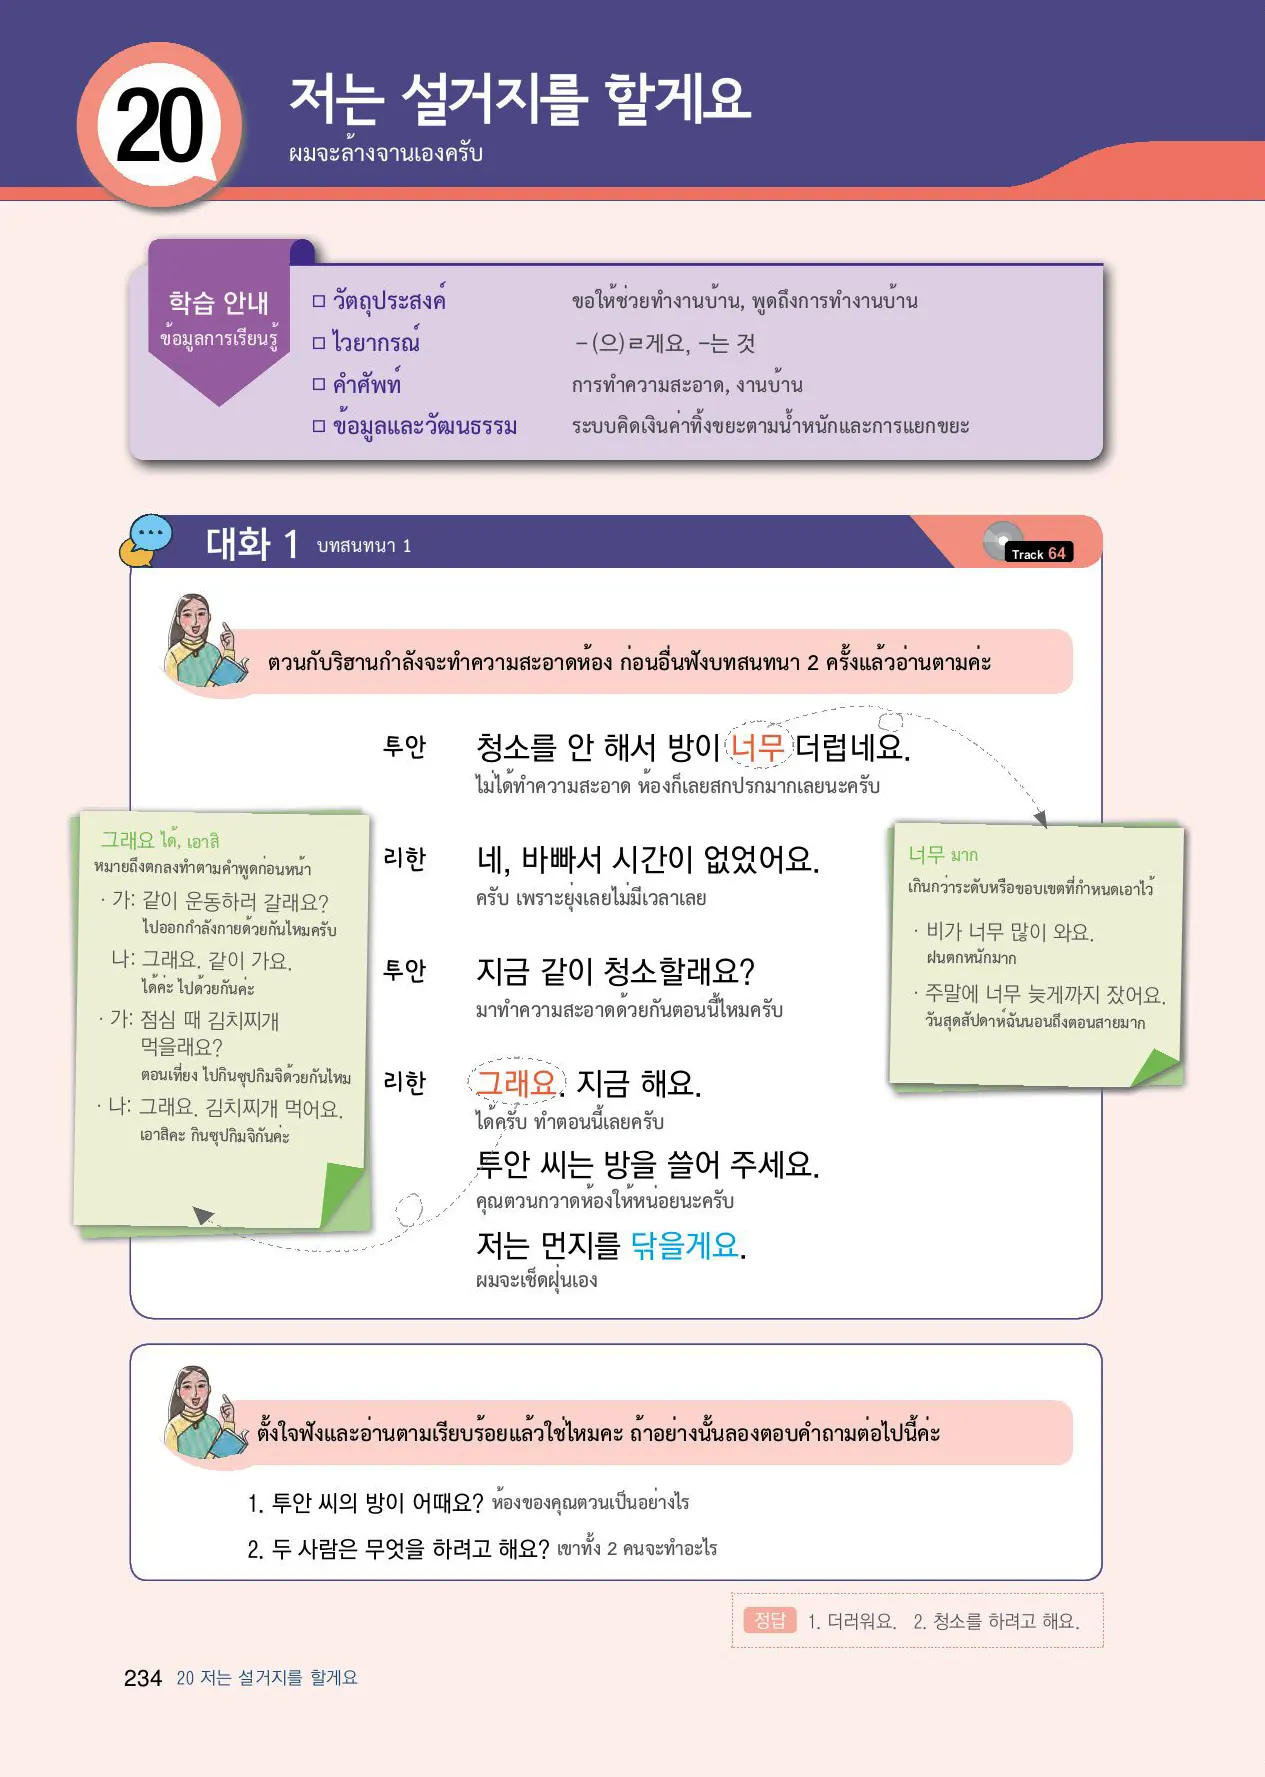 20
저는 설거지를 할게요
ผมจะล้างจานเองครับ
학습 안내
ข้อมูลการเรียนรู้
□ วัตถุประสงค์ ขอให้ช่วยทำงานบ้าน, พูดถึงการทำงานบ้าน
□ ไวยากรณ์ -(으)ㄹ게요, -는 것
□ คำศัพท์ การทำความสะอาด, งานบ้าน
□ ข้อมูลและวัฒนธรรม ระบบคิดเงินค่าทิ้งขยะตามน้ำหนักและการแยกขยะ
대화 1 บทสนทนา 1
Track 64
ตวนกับริฮานกำลังจะทำความสะอาดห้อง ก่อนอื่นฟังบทสนทนา 2 ครั้งแล้วอ่านตามค่ะ
투안 청소를 안 해서 방이 너무 더럽네요.
ไม่ได้ทำความสะอาด ห้องก็เลยสกปรกมากเลยนะครับ
리한 네, 바빠서 시간이 없었어요.
ครับ เพราะยุ่งเลยไม่มีเวลาเลย
투안 지금 같이 청소할래요?
มาทำความสะอาดด้วยกันตอนนี้ไหมครับ
리한 그래요. 지금 해요.
ได้ครับ ทำตอนนี้เลยครับ
투안 씨는 방을 쓸어 주세요.
คุณตวนกวาดห้องให้หน่อยนะครับ
저는 먼지를 닦을게요.
ผมจะเช็ดฝุ่นเอง
그래요 ได้, เอาสิ
หมายถึงตกลงทำตามคำพูดก่อนหน้า
· 가: 같이 운동하러 갈래요?
ไปออกกำลังกายด้วยกันไหมครับ
나: 그래요. 같이 가요.
ได้ค่ะ ไปด้วยกันค่ะ
· 가: 점심 때 김치찌개
먹을래요?
ตอนเที่ยง ไปกินซุปกิมจิด้วยกันไหม
· 나: 그래요. 김치찌개 먹어요.
เอาสิคะ กินซุปกิมจิกันค่ะ
너무 มาก
เกินกว่าระดับหรือขอบเขตที่กำหนดเอาไว้
· 비가 너무 많이 와요.
ฝนตกหนักมาก
· 주말에 너무 늦게까지 잤어요.
วันสุดสัปดาห์ฉันนอนถึงตอนสายมาก
ตั้งใจฟังและอ่านตามเรียบร้อยแล้วใช่ไหมคะ ถ้าอย่างนั้นลองตอบคำถามต่อไปนี้ค่ะ
1. 투안 씨의 방이 어때요? ห้องของคุณตวนเป็นอย่างไร
2. 두 사람은 무엇을 하려고 해요? เขาทั้ง 2 คนจะทำอะไร
정답 1. 더러워요. 2. 청소를 하려고 해요.
234 20 저는 설거지를 할게요